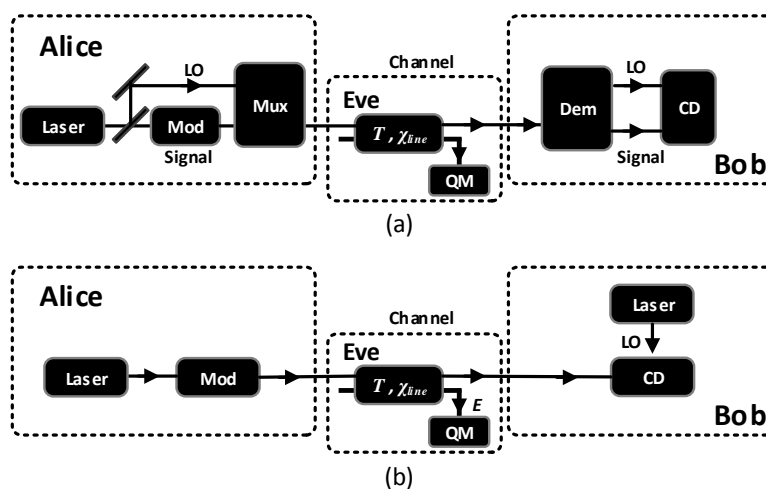 Alice
LO
Laser
Mod
Signal
Mux
Channel
Eve
T, χline
QM
Dem
LO
CD
Signal
Bob
(a)
Alice
Laser
Mod
Channel
Eve
T, χline
E
QM
Laser
LO
CD
Bob
(b)